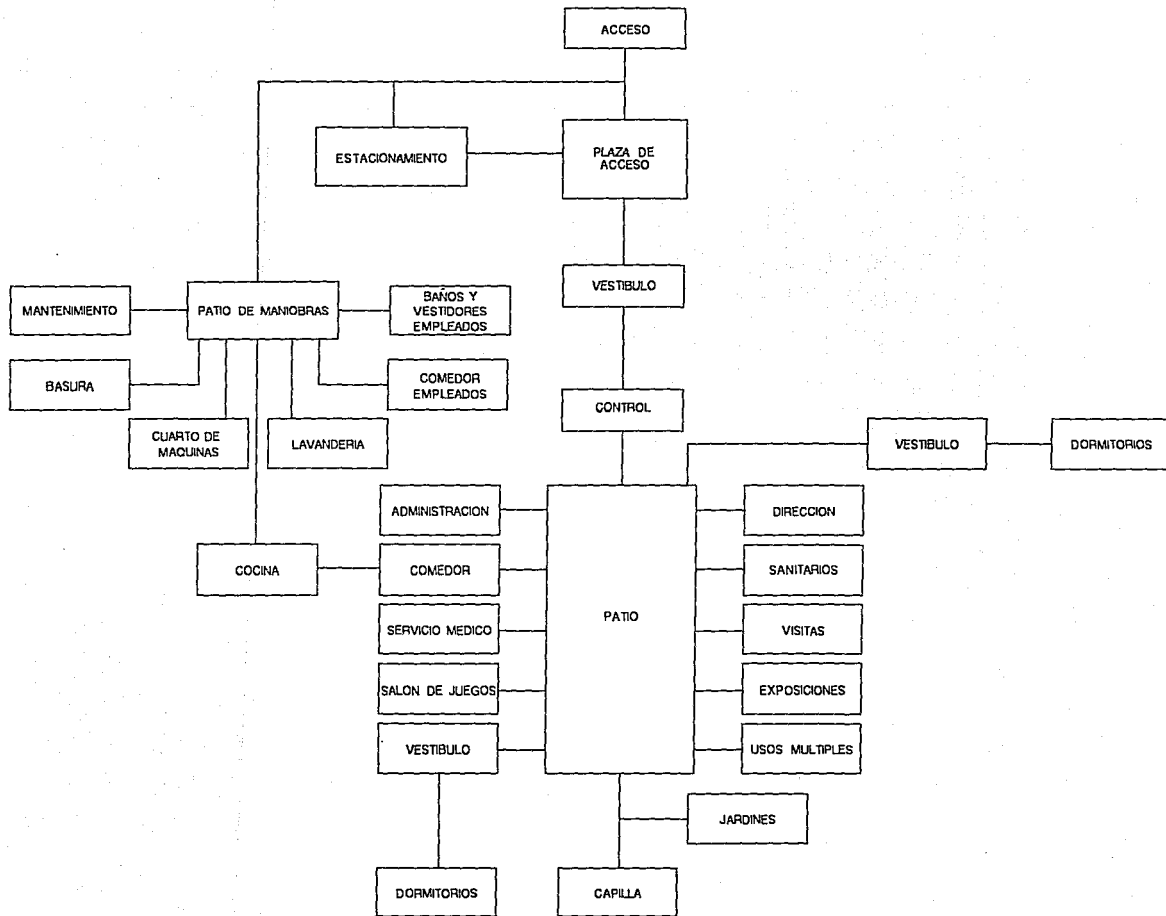 ACCESO
ESTACIONAMIENTO
PLAZA DE
ACCESO
VESTIBULO
MANTENIMIENTO
PATIO DE MANIOBRAS
BAÑOS Y
VESTIDORES
EMPLEADOS
BASURA
COMEDOR
EMPLEADOS
CONTROL
CUARTO DE
MAQUINAS
LAVANDERIA
VESTIBULO
DORMITORIOS
ADMINISTRACION
DIRECCION
COCINA
COMEDOR
SANITARIOS
PATIO
SERVICIO MEDICO
VISITAS
SALON DE JUEGOS
EXPOSICIONES
VESTIBULO
USOS MULTIPLES
JARDINES
DORMITORIOS
CAPILLA